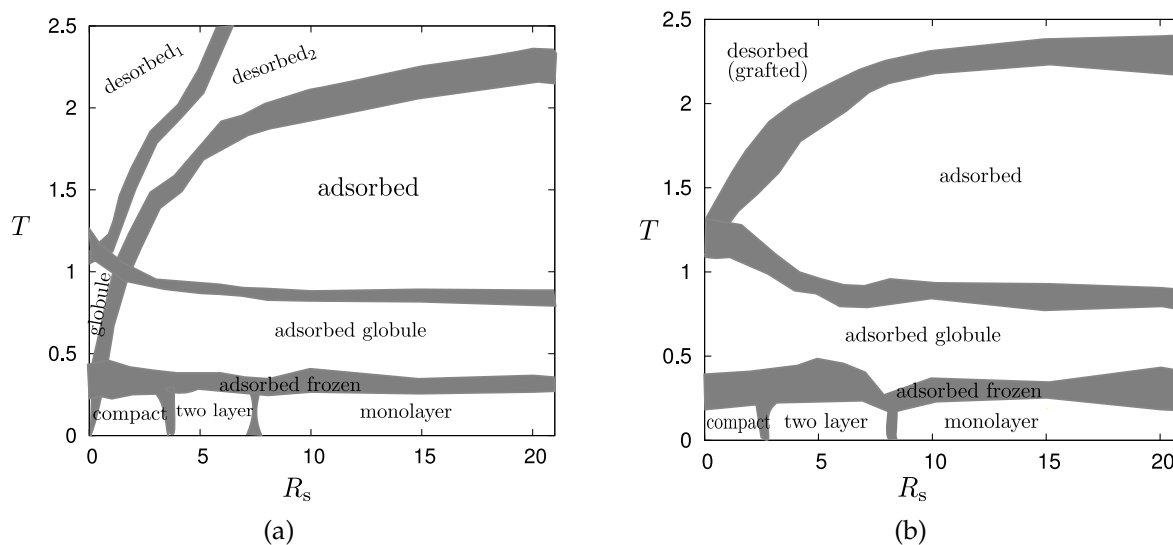 2.5
2
1.5
1
0.5
0
T
desorbed₁
desorbed₂
adsorbed
globule
adsorbed globule
adsorbed frozen
compact
two layer
monolayer
0
5
10
15
20
Rₛ
(a)
2.5
2
1.5
1
0.5
0
T
desorbed
(grafted)
adsorbed
adsorbed globule
adsorbed frozen
compact
two layer
monolayer
0
5
10
15
20
Rₛ
(b)